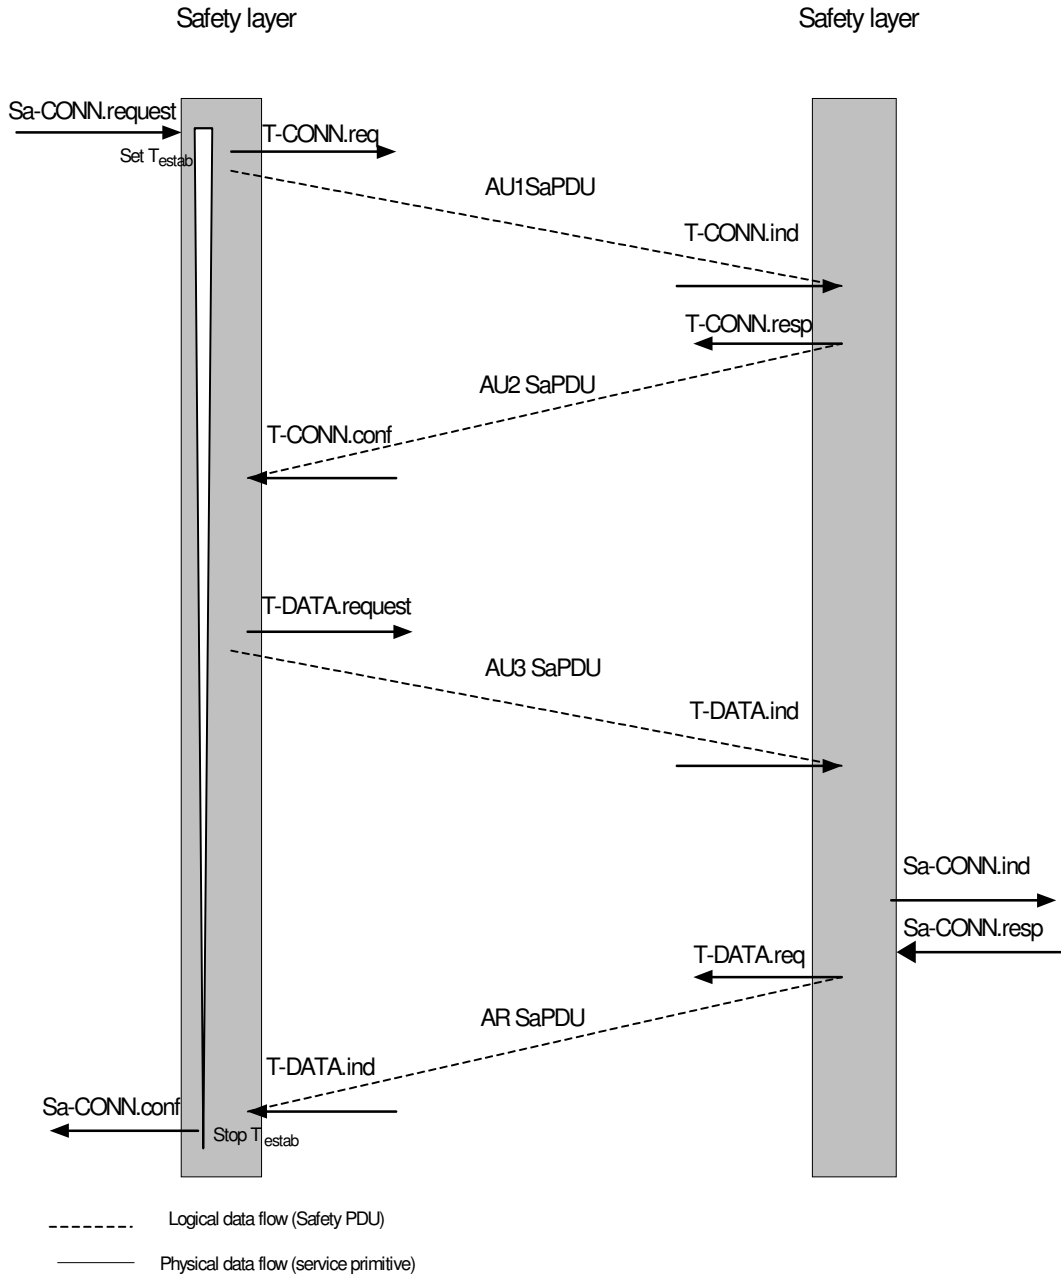 Safety layer
Safety layer
Sa-CONN.request
T-CONN.req
Set Testab
AU1SaPDU
T-CONN.ind
T-CONN.resp
AU2 SaPDU
T-CONN.conf
T-DATA.request
AU3 SaPDU
T-DATA.ind
Sa-CONN.ind
Sa-CONN.resp
T-DATA.req
AR SaPDU
T-DATA.ind
Sa-CONN.conf
Stop T estab
Logical data flow (Safety PDU)
Physical data flow (service primitive)